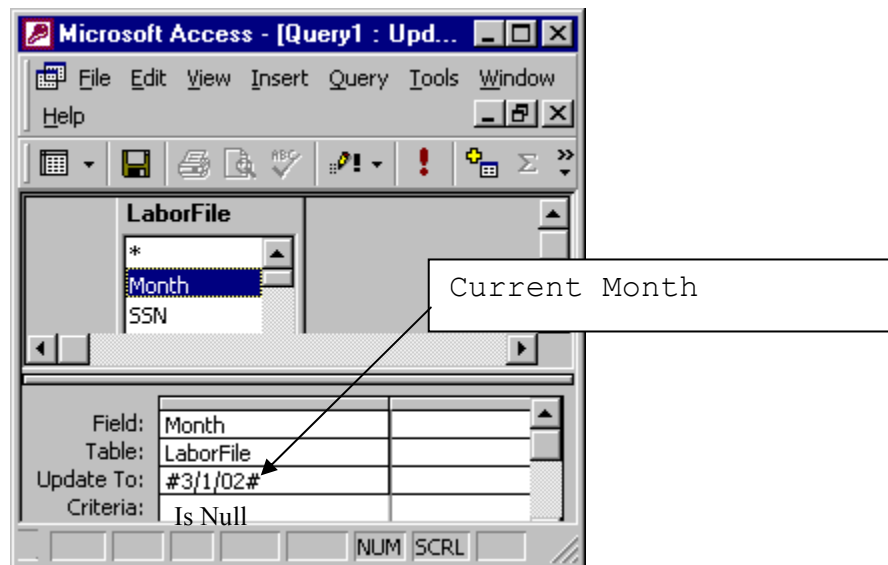 Microsoft Access - [Query1 : Upd...
File Edit View Insert Query Tools Window
Help
ABC
LaborFile
*
Month
SSN
Current Month
Field: Month
Table: LaborFile
Update To: #3/1/02#
Criteria: Is Null
NUM SCRL